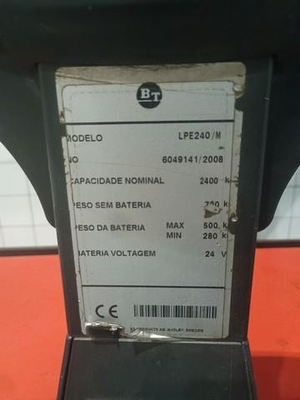 BT
MODELO LPE240/M
NO 6049141/2008
CAPACIDADE NOMINAL 2400 k
PESO SEM BATERIA k
PESO DA BATERIA MAX 500 k
MIN 280 k
BATERIA VOLTAGEM 24 V
CE